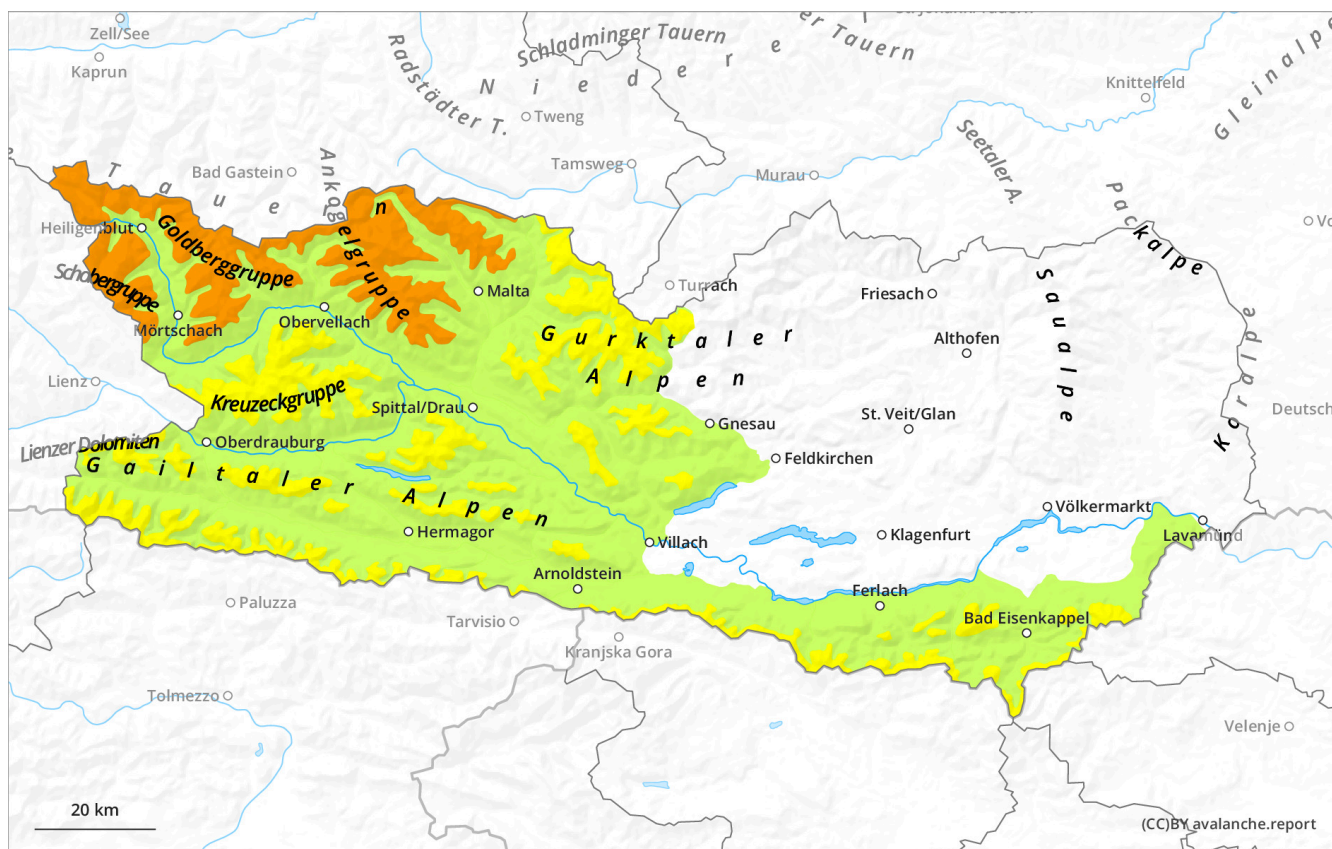 Zell/See
Kaprun
Schladminger Tauern
Niedere Tauern
Radstädter T.
Tweng
Knittelfeld
Gleinalpe
Tamsweg
Murau
Seetaler A.
Packalpe
Bad Gastein
Tauern
Heiligenblut
Goldberggruppe
Ankogelgruppe
Schobergruppe
Mörtschach
Obervellach
Malta
Turrach
Friesach
Saualpe
Koralpe
Gurktaler
Alpen
Althofen
Lienz
Kreuzeckgruppe
Spittal/Drau
Gnesau
St. Veit/Glan
Deutsch
Lienzer Dolomiten
Oberdrauburg
Feldkirchen
Gailtaler Alpen
Hermagor
Villach
Klagenfurt
Völkermarkt
Lavamünd
Arnoldstein
Ferlach
Bad Eisenkappel
Paluzza
Tarvisio
Kranjska Gora
Tolmezzo
Velenje
20 km
(CC)BY avalanche.report